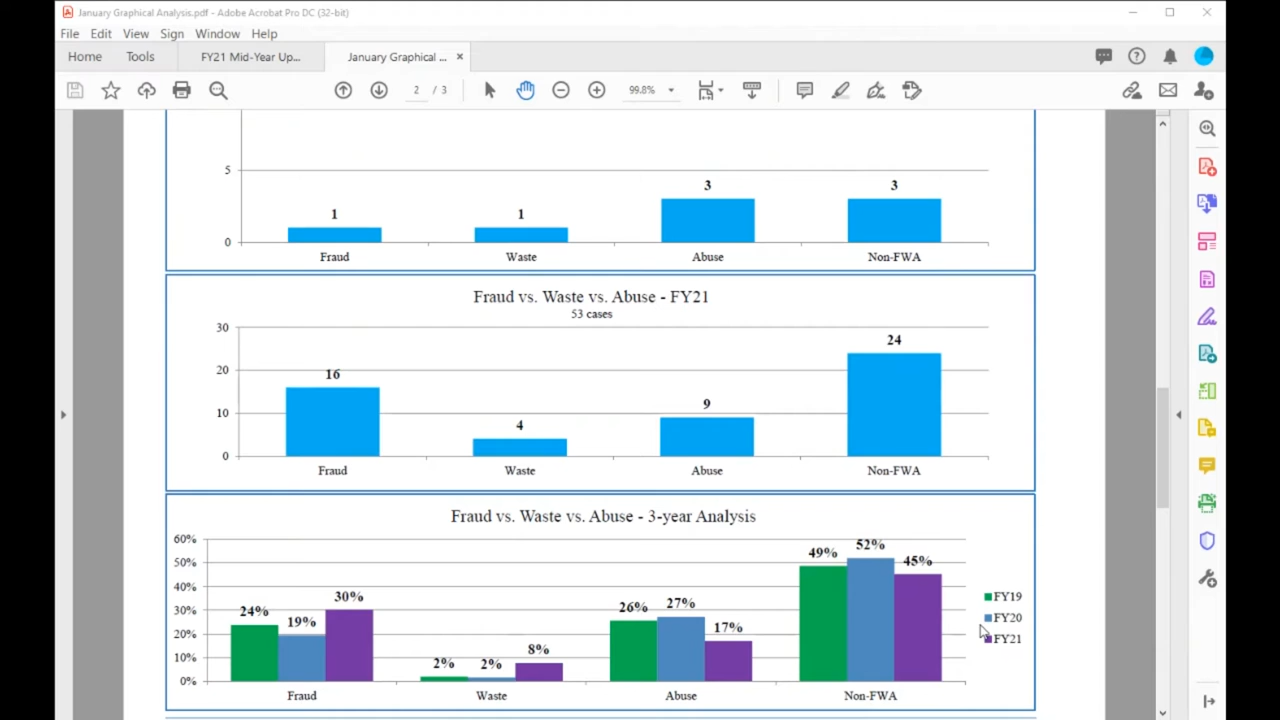 January Graphical Analysis.pdf - Adobe Acrobat Pro DC (32-bit)
File Edit View Sign Window Help
Home Tools FY21 Mid-Year Up... January Graphical ... ×
2 / 3 99.8%
5
0
1 1 3 3
Fraud Waste Abuse Non-FWA
Fraud vs. Waste vs. Abuse - FY21
53 cases
30
20
10
0
16 4 9 24
Fraud Waste Abuse Non-FWA
Fraud vs. Waste vs. Abuse - 3-year Analysis
60%
50%
40%
30%
20%
10%
0%
24% 19% 30% 2% 2% 8% 26% 27% 17% 49% 52% 45%
Fraud Waste Abuse Non-FWA
FY19
FY20
FY21